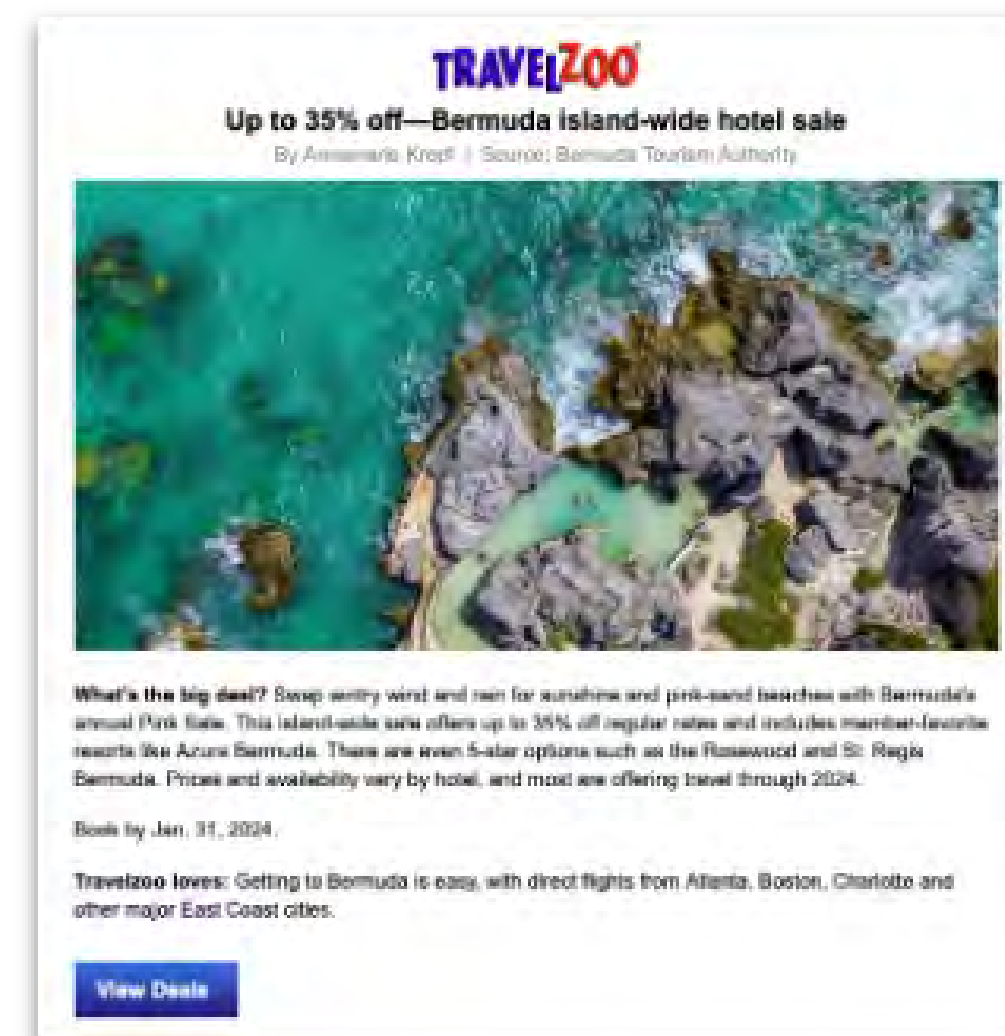 TRAVELZOO
Up to 35% off—Bermuda island-wide hotel sale
By Annemarie Kropf | Source: Bermuda Tourism Authority
What's the big deal? Swap wintry wind and rain for sunshine and pink-sand beaches with Bermuda's
annual Pink Sale. This island-wide sale offers up to 35% off regular rates and includes member-favorite
resorts like Azura Bermuda. There are even 5-star options such as the Rosewood and St. Regis
Bermuda. Prices and availability vary by hotel, and most are offering travel through 2024.
Book by Jan. 31, 2024.
Travelzoo loves: Getting to Bermuda is easy, with direct flights from Atlanta, Boston, Charlotte and
other major East Coast cities.
View Deals